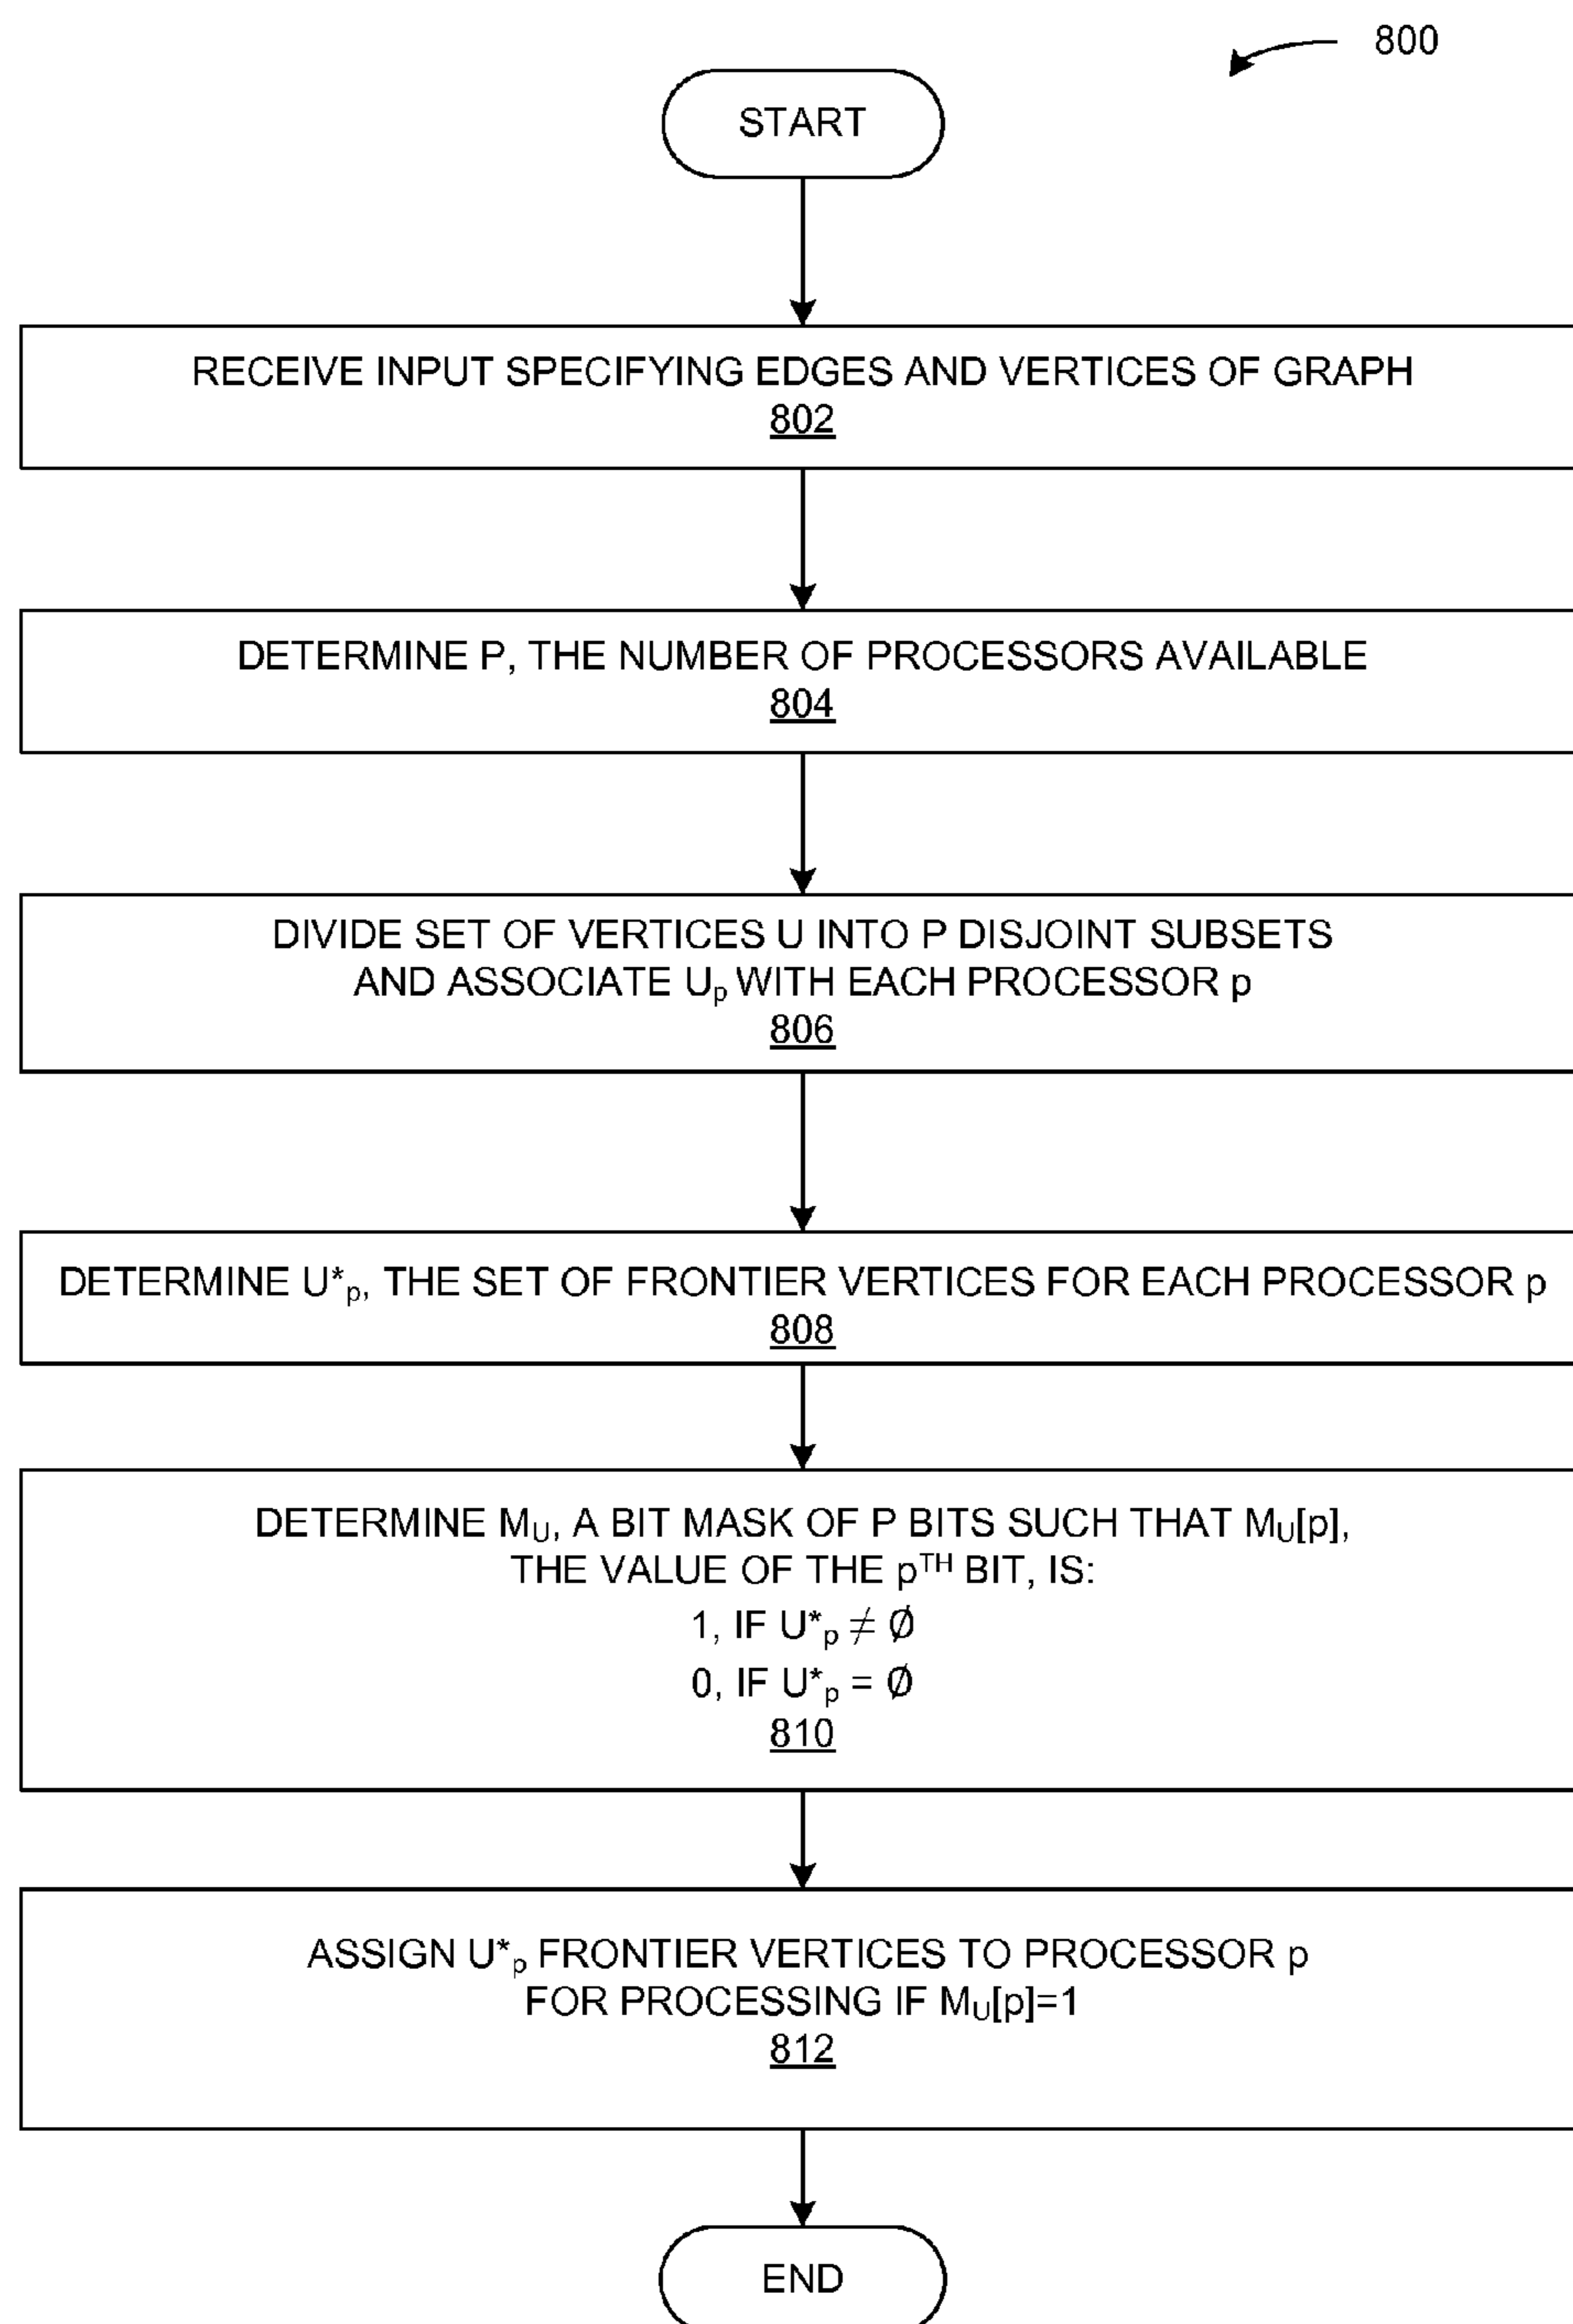 800
START
RECEIVE INPUT SPECIFYING EDGES AND VERTICES OF GRAPH
802
DETERMINE P, THE NUMBER OF PROCESSORS AVAILABLE
804
DIVIDE SET OF VERTICES U INTO P DISJOINT SUBSETS
AND ASSOCIATE Uₚ WITH EACH PROCESSOR p
806
DETERMINE U*ₚ, THE SET OF FRONTIER VERTICES FOR EACH PROCESSOR p
808
DETERMINE M_U, A BIT MASK OF P BITS SUCH THAT M_U[p],
THE VALUE OF THE pᵀᴴ BIT, IS:
1, IF U*ₚ ≠ Ø
0, IF U*ₚ = Ø
810
ASSIGN U*ₚ FRONTIER VERTICES TO PROCESSOR p
FOR PROCESSING IF M_U[p]=1
812
END